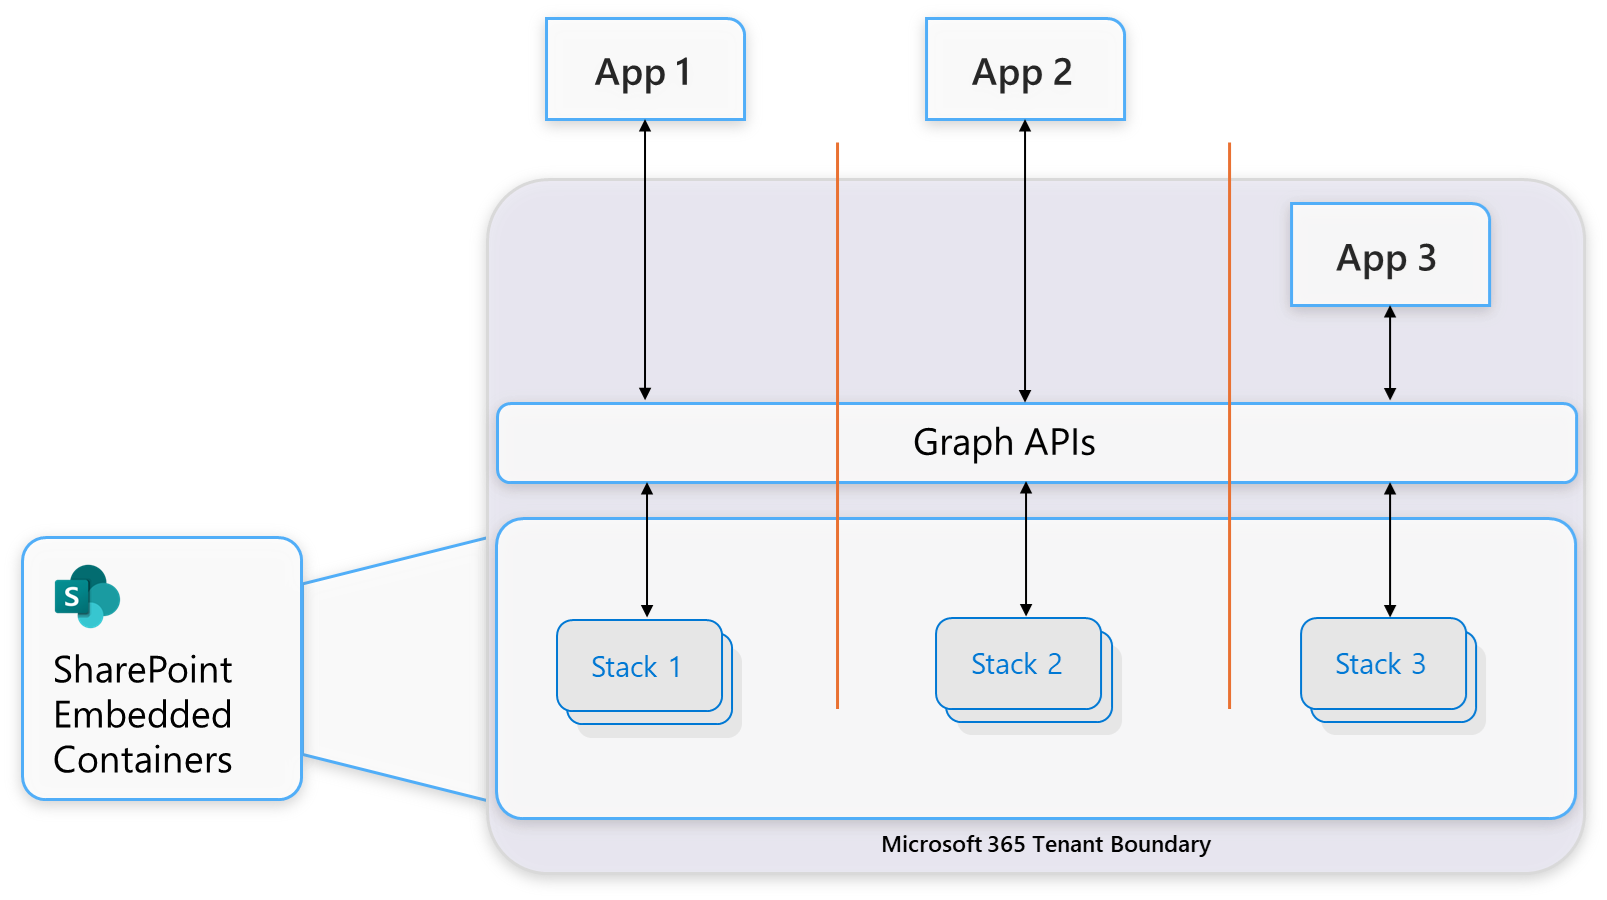 App 1
App 2
App 3
Graph APIs
S
SharePoint
Embedded
Containers
Stack 1
Stack 2
Stack 3
Microsoft 365 Tenant Boundary